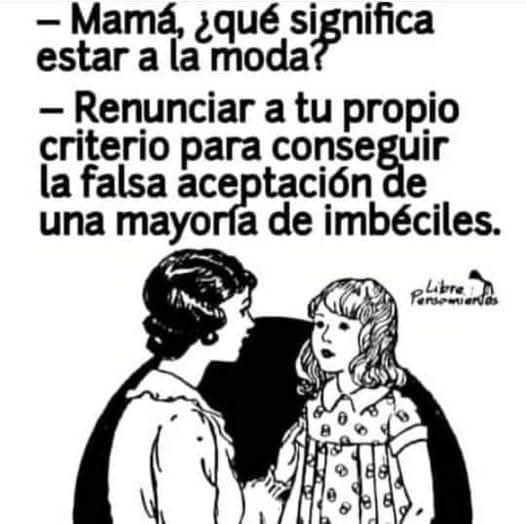 – Mamá, ¿qué significa
estar a la moda?
– Renunciar a tu propio
criterio para conseguir
la falsa aceptación de
una mayoría de imbéciles.
Libre
Pensamientos